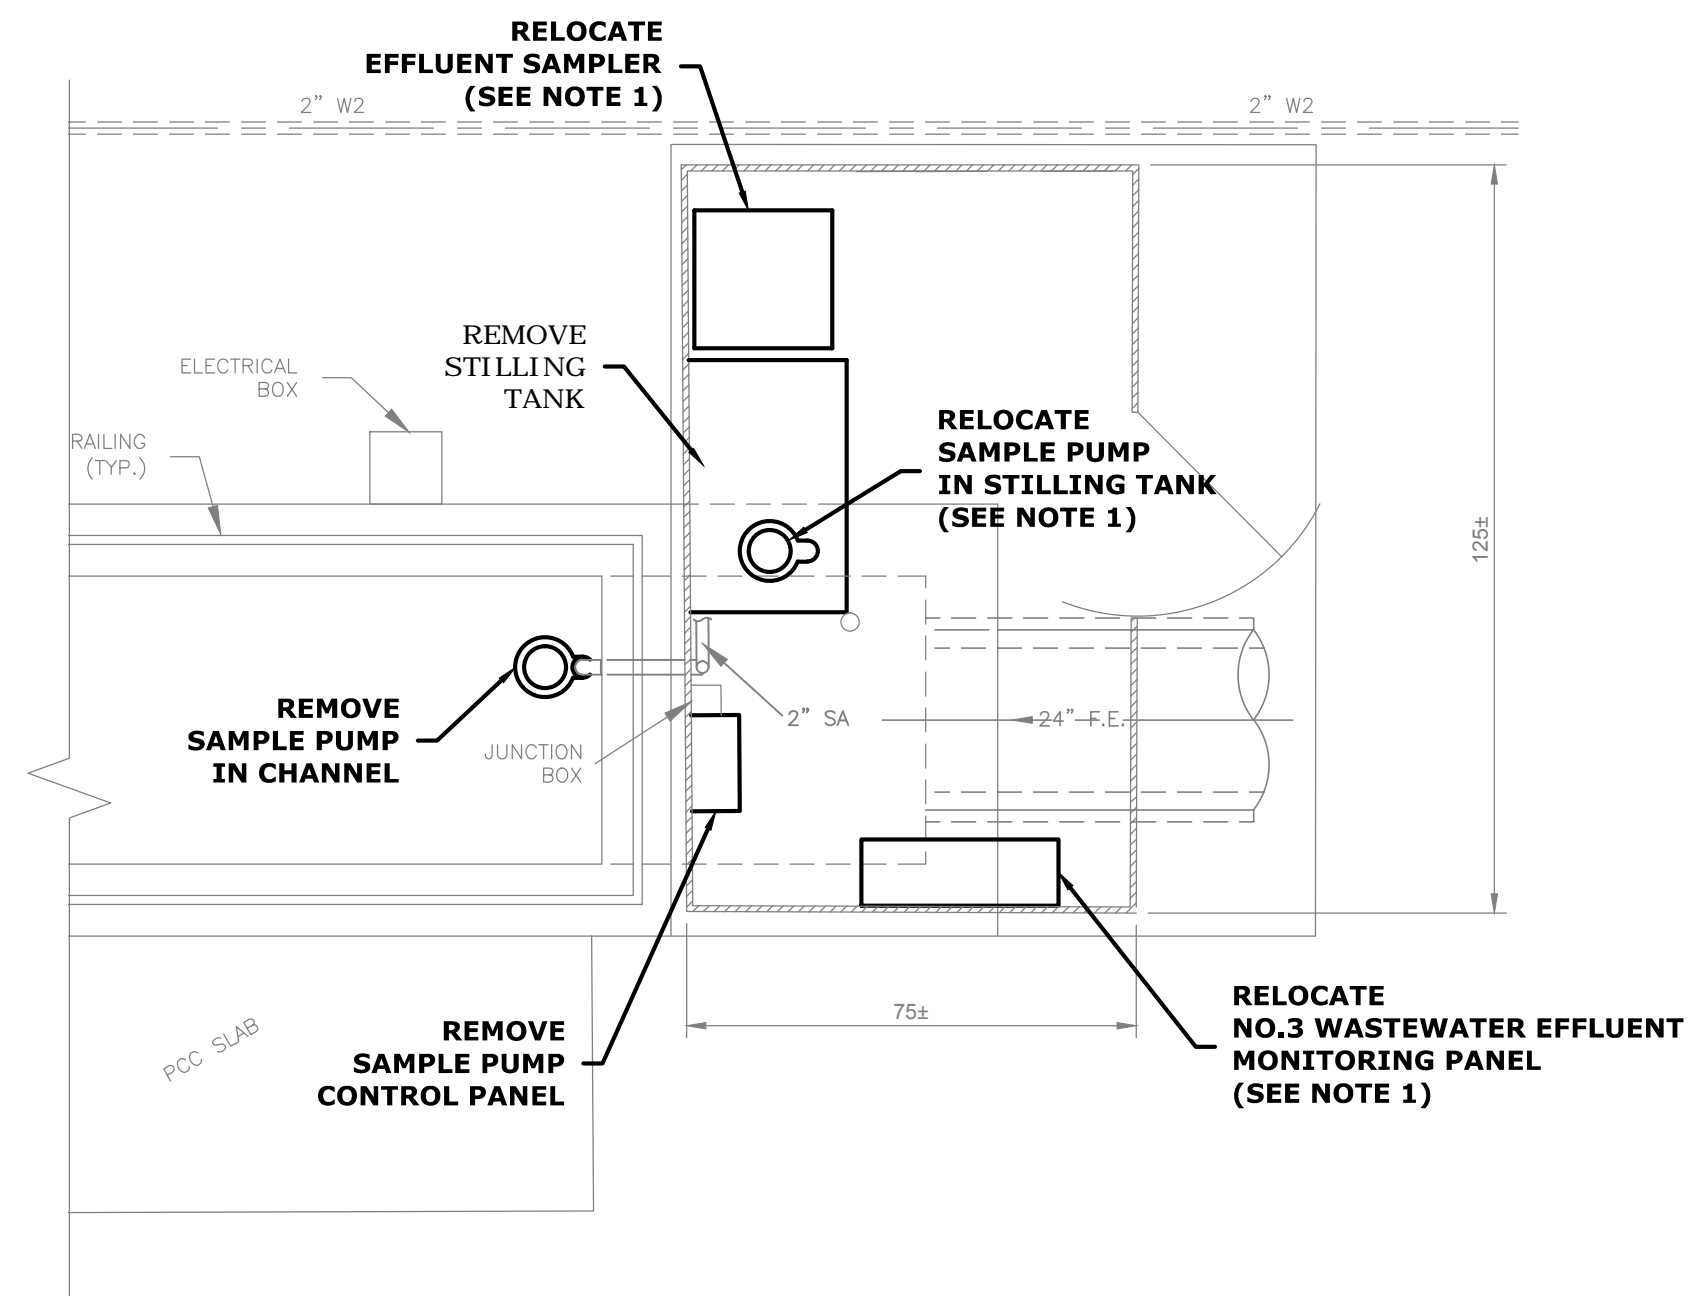 RELOCATE
EFFLUENT SAMPLER
(SEE NOTE 1)
2" W2
2" W2
REMOVE
STILLING
TANK
ELECTRICAL
BOX
RAILING
(TYP.)
RELOCATE
SAMPLE PUMP
IN STILLING TANK
(SEE NOTE 1)
125±
REMOVE
SAMPLE PUMP
IN CHANNEL
JUNCTION
BOX
2" SA
24" F.E.
75±
PCC SLAB
REMOVE
SAMPLE PUMP
CONTROL PANEL
RELOCATE
NO.3 WASTEWATER EFFLUENT
MONITORING PANEL
(SEE NOTE 1)